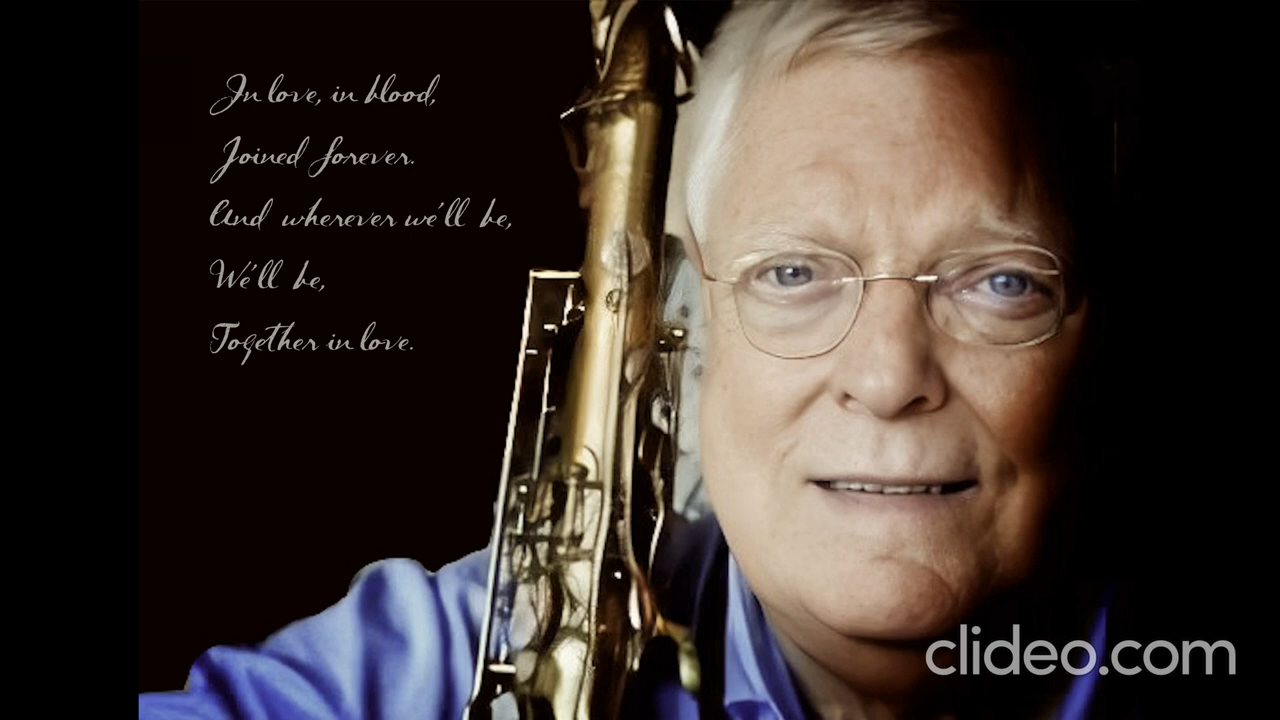 In love, in blood,
Joined forever.
And wherever we'll be,
We'll be,
Together in love.
clideo.com